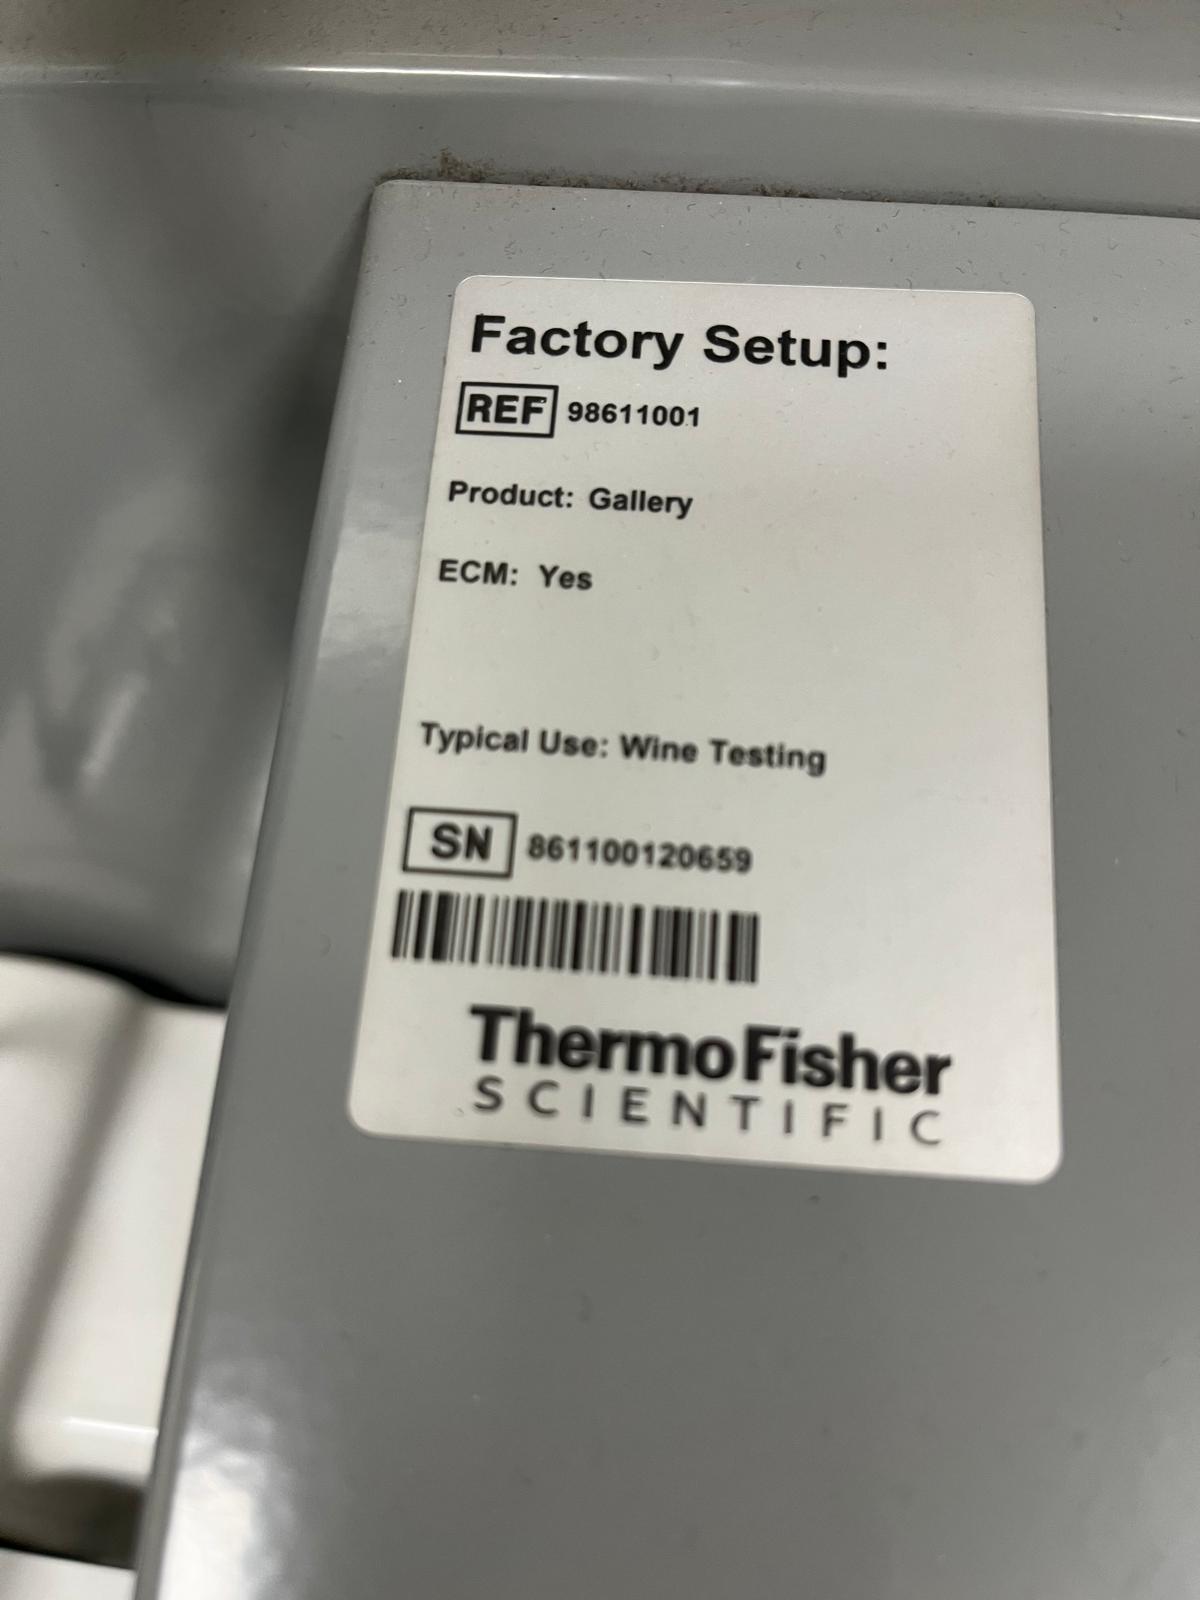 Factory Setup:
REF 98611001
Product: Gallery
ECM: Yes
Typical Use: Wine Testing
SN 861100120659
ThermoFisher
SCIENTIFIC